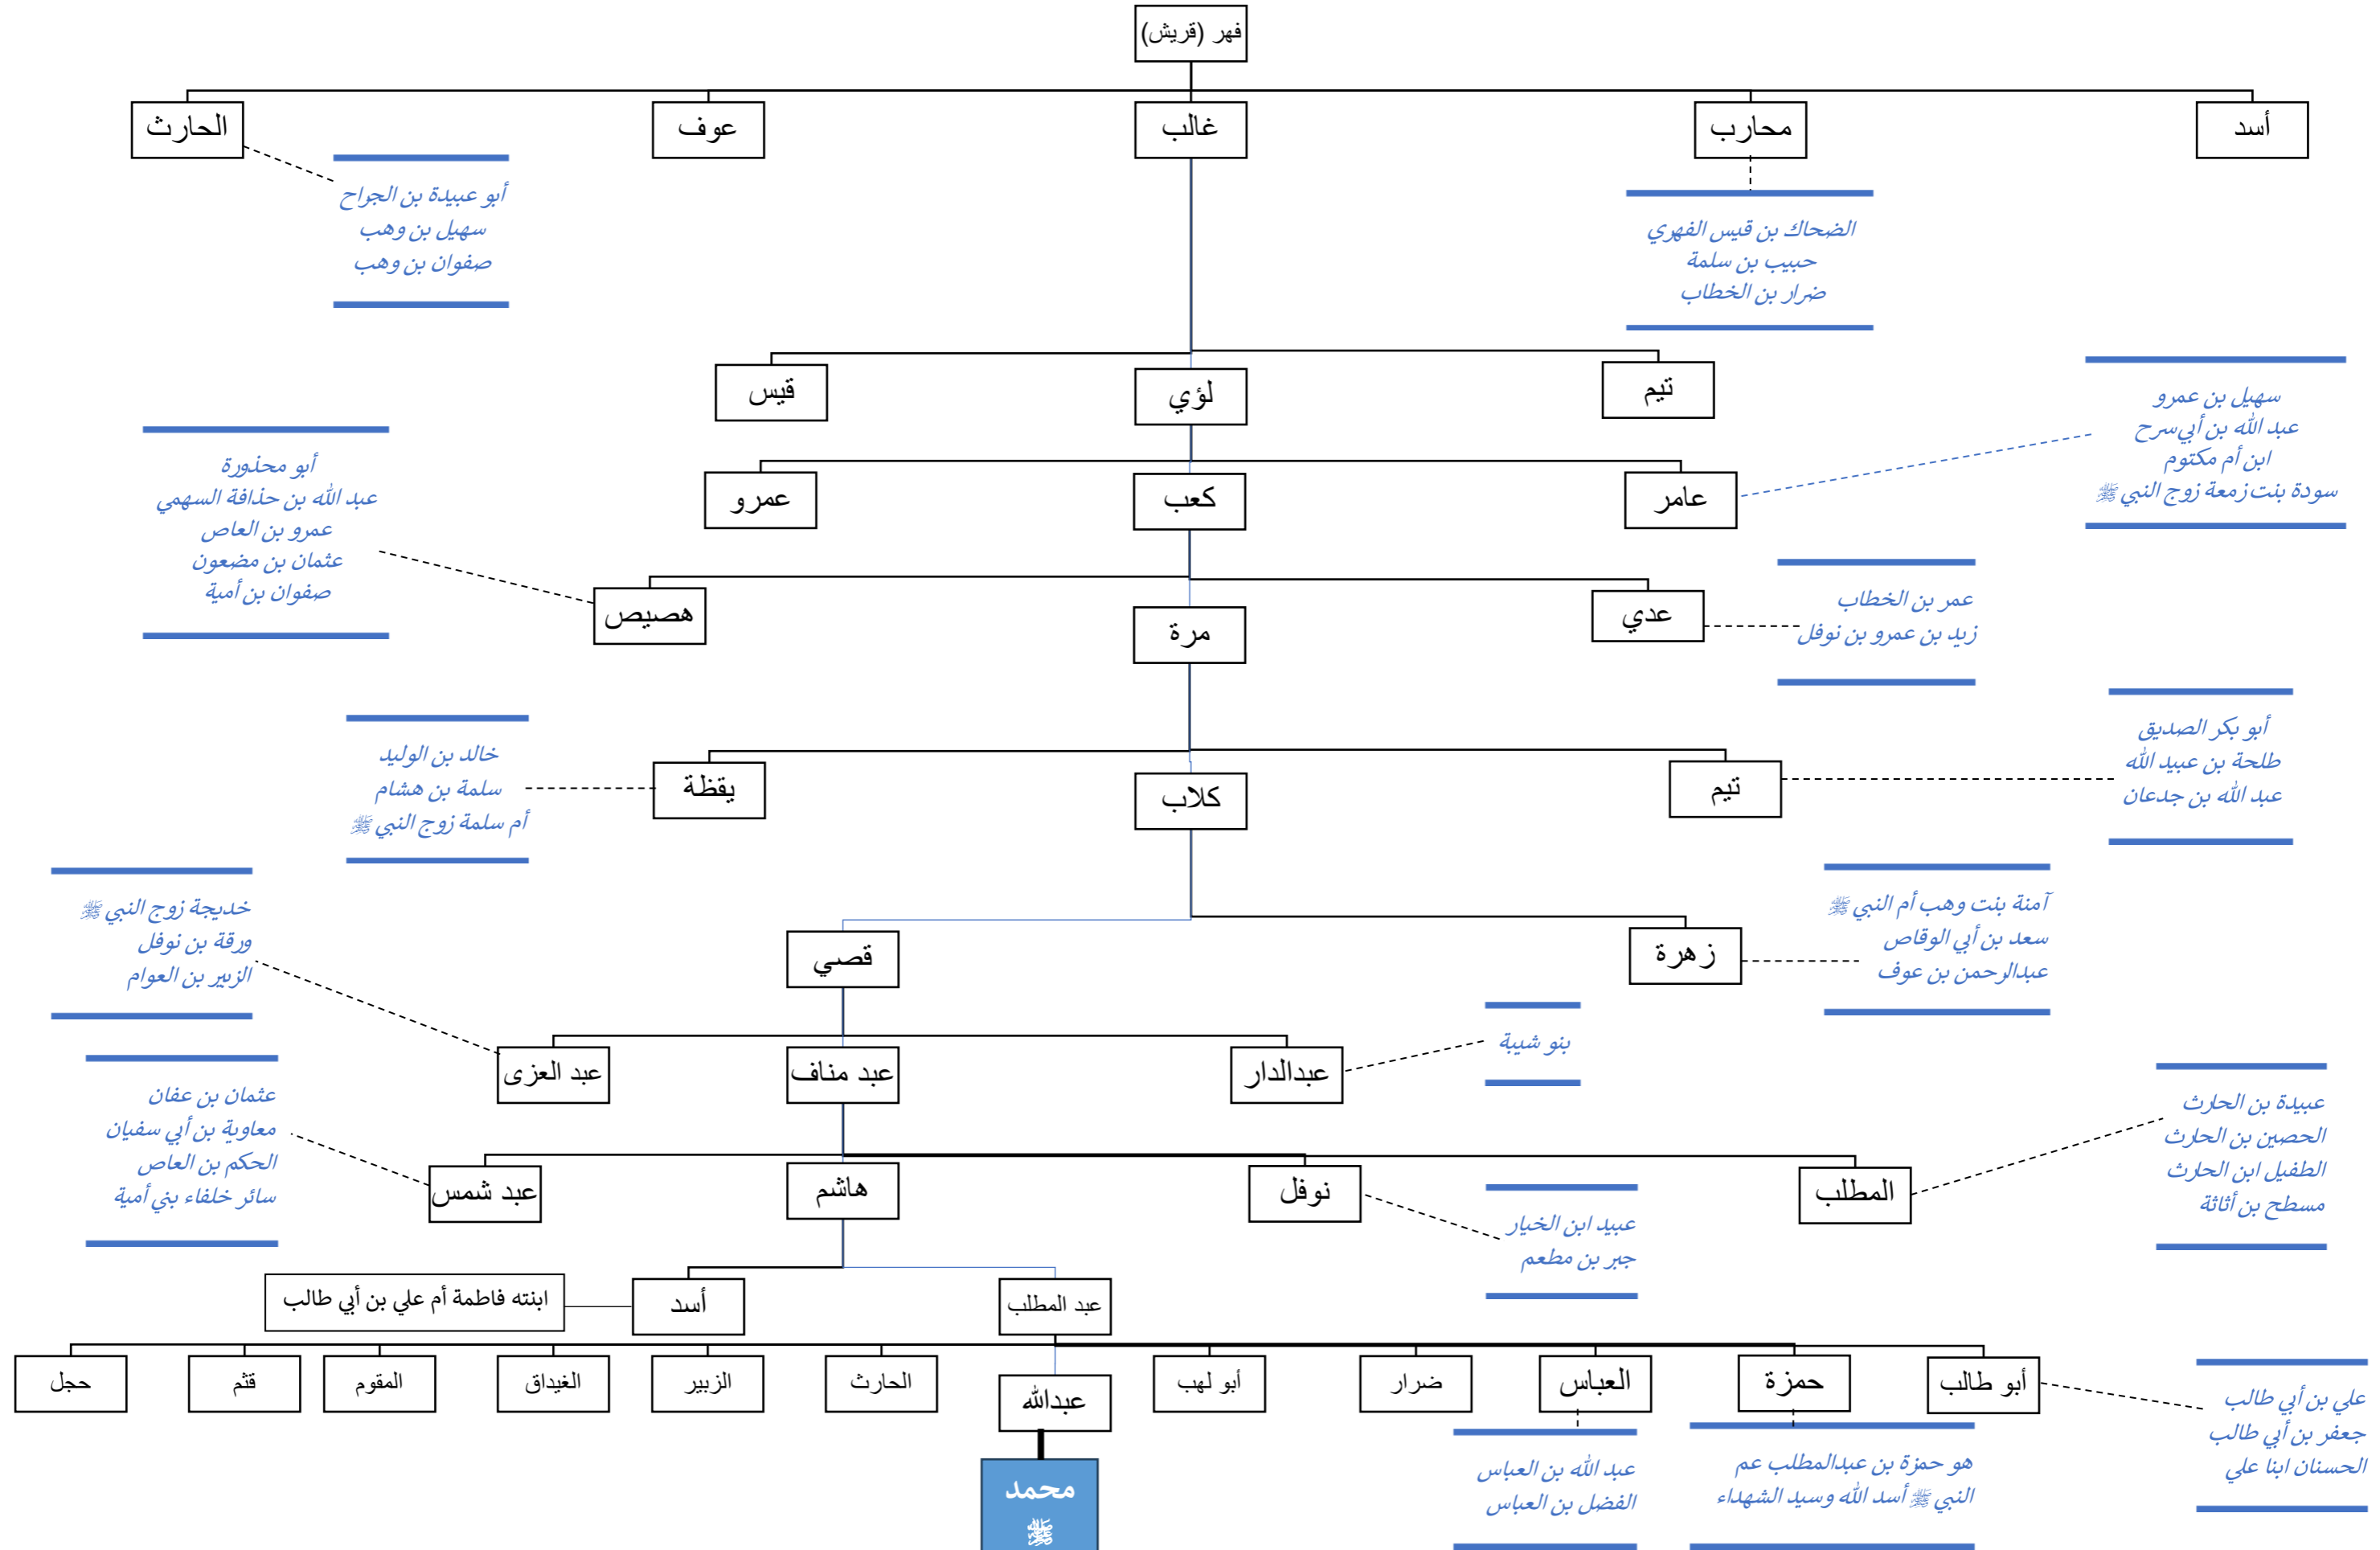 فهر (قريش)
أسد
محارب
غالب
عوف
الحارث
أبو عبيدة بن الجراح
سهيل بن وهب
صفوان بن وهب
الضحاك بن قيس الفهري
حبيب بن سلمة
ضرار بن الخطاب
تيم
لؤي
قيس
سهيل بن عمرو
عبد الله بن أبي سرح
ابن أم مكتوم
سودة بنت زمعة زوج النبي ﷺ
عامر
كعب
عمرو
أبو محذورة
عبد الله بن حذافة السهمي
عمرو بن العاص
عثمان بن مضعون
صفوان بن أمية
عدي
مرة
هصيص
عمر بن الخطاب
زيد بن عمرو بن نوفل
أبو بكر الصديق
طلحة بن عبيد الله
عبد الله بن جدعان
تيم
كلاب
يقظة
خالد بن الوليد
سلمة بن هشام
أم سلمة زوج النبي ﷺ
آمنة بنت وهب أم النبي ﷺ
سعد بن أبي الوقاص
عبدالرحمن بن عوف
زهرة
قصي
خديجة زوج النبي ﷺ
ورقة بن نوفل
الزبير بن العوام
بنو شيبة
عبدالدار
عبد مناف
عبد العزى
عثمان بن عفان
معاوية بن أبي سفيان
الحكم بن العاص
سائر خلفاء بني أمية
عبيدة بن الحارث
الحصين بن الحارث
الطفيل ابن الحارث
مسطح بن أثاثة
المطلب
نوفل
هاشم
عبد شمس
عبيد ابن الخيار
جبر بن مطعم
عبد المطلب
أسد
ابنته فاطمة أم علي بن أبي طالب
أبو طالب
حمزة
العباس
ضرار
أبو لهب
عبدالله
الحارث
الزبير
الغيداق
المقوم
قثم
حجل
علي بن أبي طالب
جعفر بن أبي طالب
الحسنان ابنا علي
هو حمزة بن عبدالمطلب عم
النبي ﷺ أسد الله وسيد الشهداء
عبد الله بن العباس
الفضل بن العباس
محمد
ﷺ